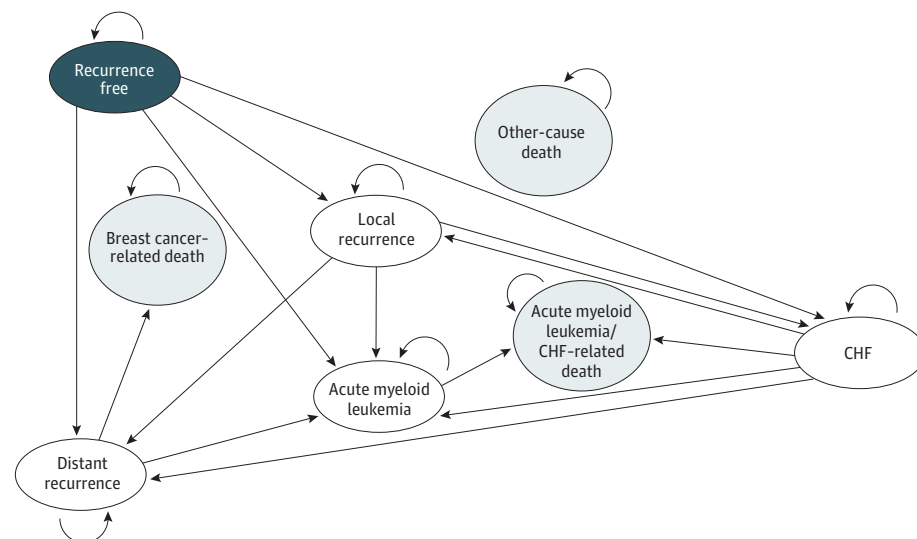 Recurrence
free
Other-cause
death
Local
recurrence
Breast cancer-
related death
Acute myeloid
leukemia/
CHF-related
death
CHF
Acute myeloid
leukemia
Distant
recurrence